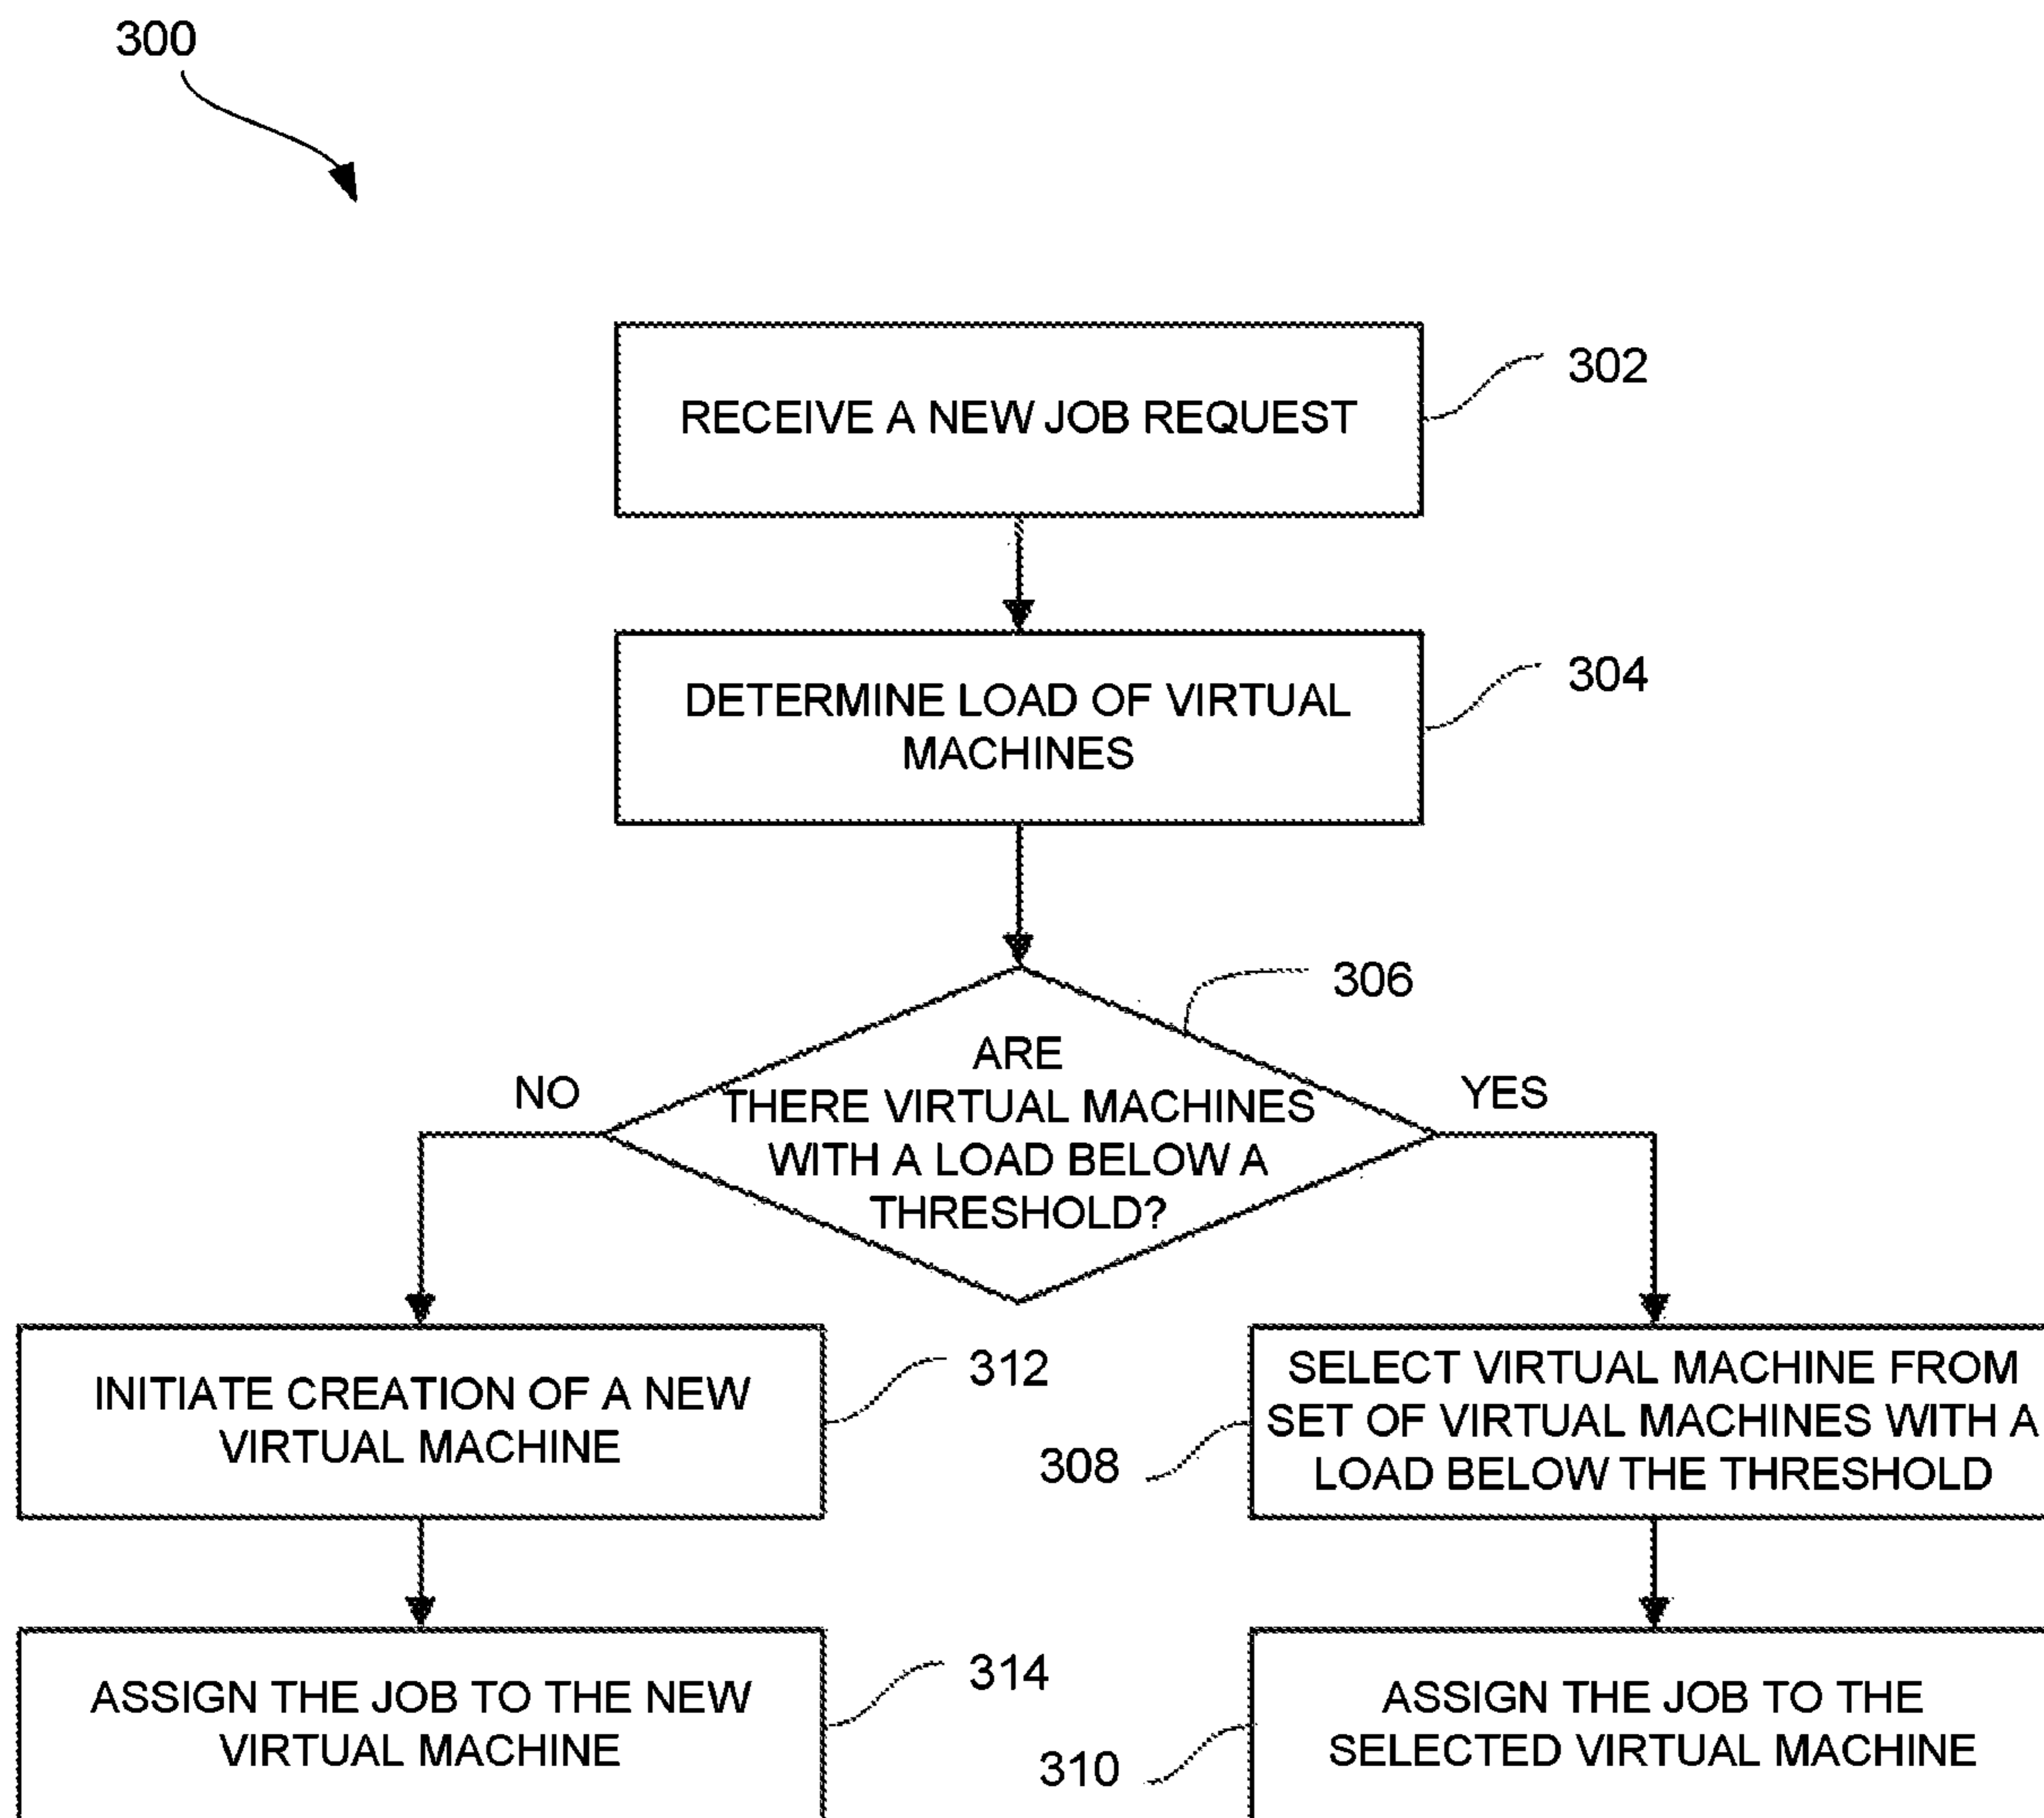 300
RECEIVE A NEW JOB REQUEST
302
DETERMINE LOAD OF VIRTUAL
MACHINES
304
306
ARE
THERE VIRTUAL MACHINES
WITH A LOAD BELOW A
THRESHOLD?
NO
YES
INITIATE CREATION OF A NEW
VIRTUAL MACHINE
312
SELECT VIRTUAL MACHINE FROM
SET OF VIRTUAL MACHINES WITH A
LOAD BELOW THE THRESHOLD
308
ASSIGN THE JOB TO THE NEW
VIRTUAL MACHINE
314
ASSIGN THE JOB TO THE
SELECTED VIRTUAL MACHINE
310